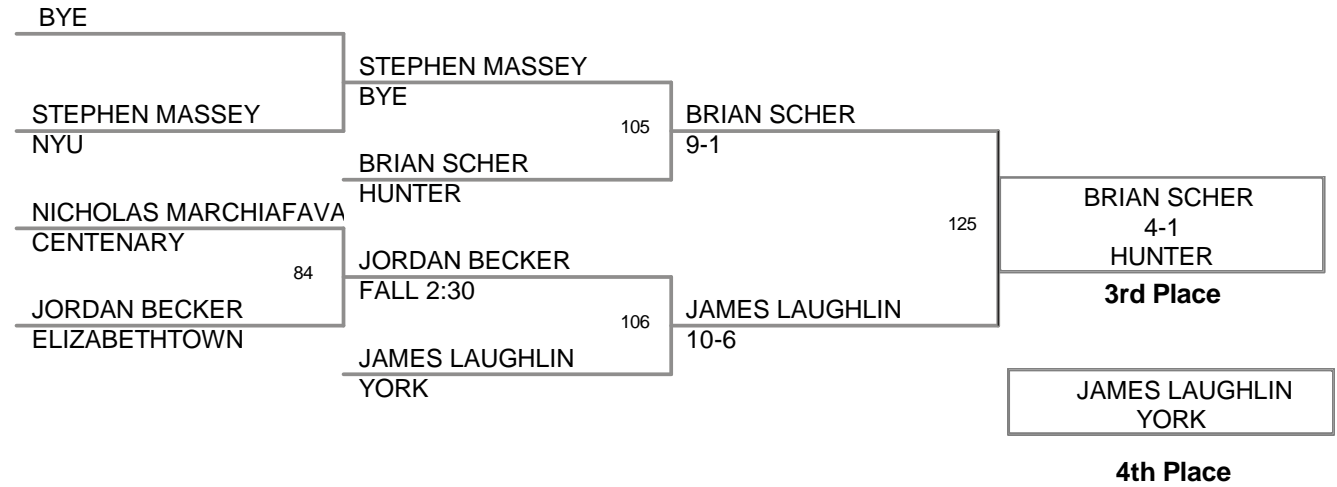 BYE
STEPHEN MASSEY
NYU
NICHOLAS MARCHIAFAVA
CENTENARY
84
JORDAN BECKER
ELIZABETHTOWN
STEPHEN MASSEY
BYE
105
BRIAN SCHER
HUNTER
JORDAN BECKER
FALL 2:30
106
JAMES LAUGHLIN
YORK
BRIAN SCHER
9-1
125
JAMES LAUGHLIN
10-6
BRIAN SCHER
4-1
HUNTER
3rd Place
JAMES LAUGHLIN
YORK
4th Place